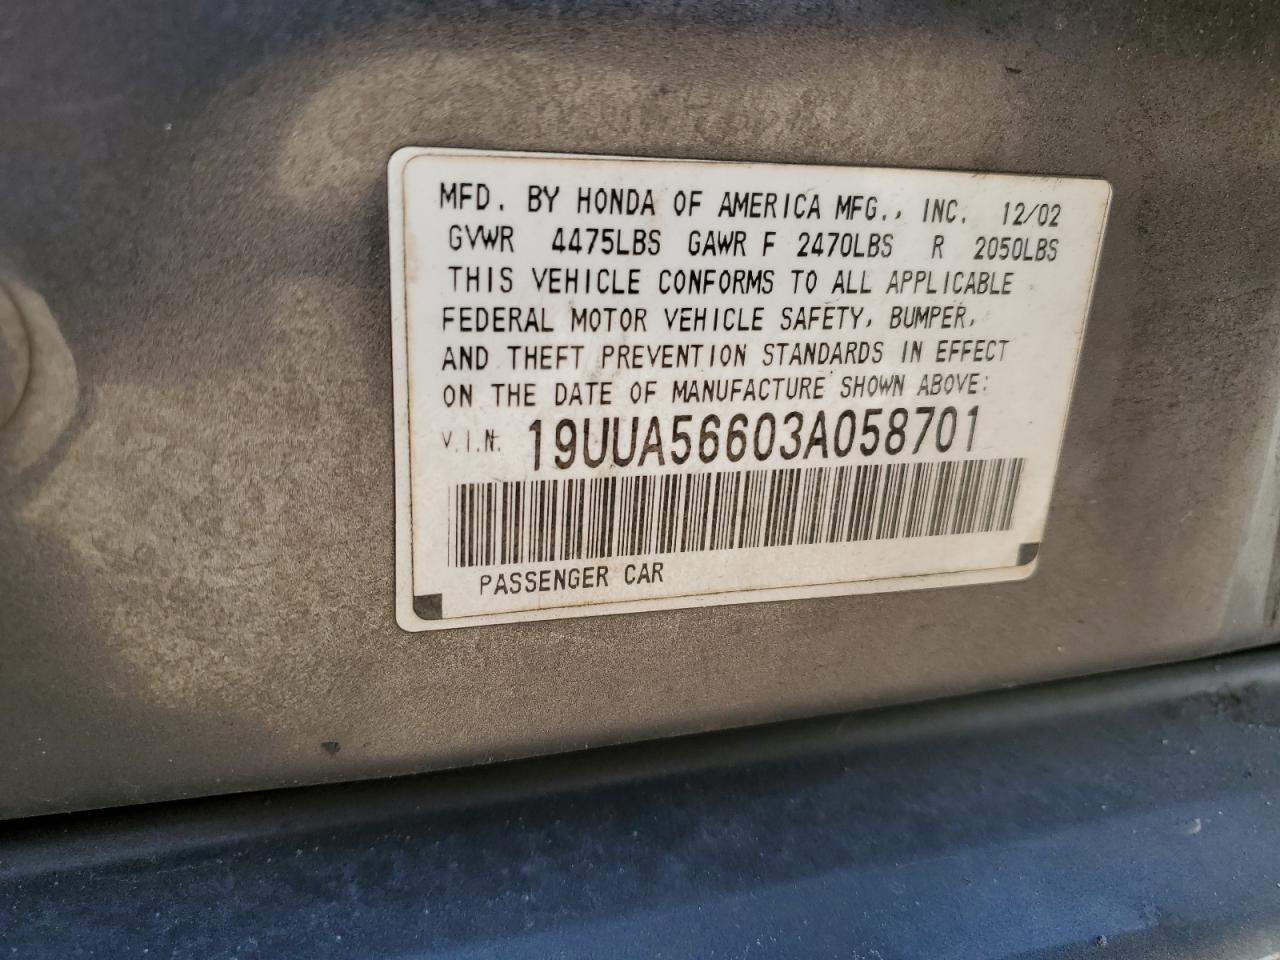 MFD. BY HONDA OF AMERICA MFG., INC. 12/02
GVWR 4475LBS GAWR F 2470LBS R 2050LBS
THIS VEHICLE CONFORMS TO ALL APPLICABLE
FEDERAL MOTOR VEHICLE SAFETY, BUMPER,
AND THEFT PREVENTION STANDARDS IN EFFECT
ON THE DATE OF MANUFACTURE SHOWN ABOVE:
V.I.N: 19UUA56603A058701
PASSENGER CAR